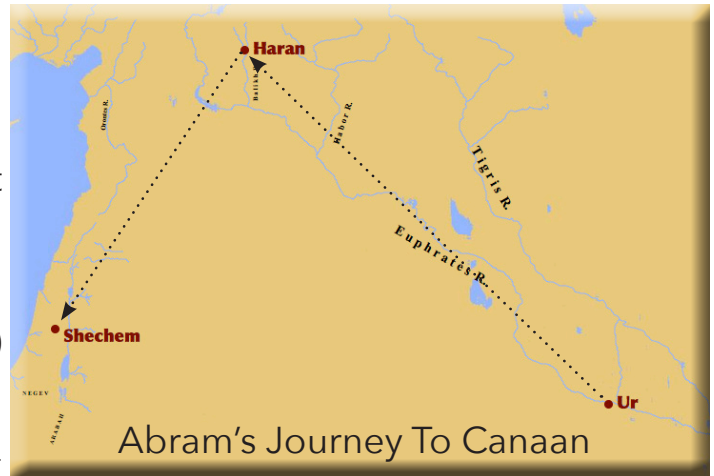 Haran
Balikh
Orontes R.
Habor R.
Tigris R.
Euphrates R.
Shechem
Ur
NEGEV
ARABAH
Abram's Journey To Canaan